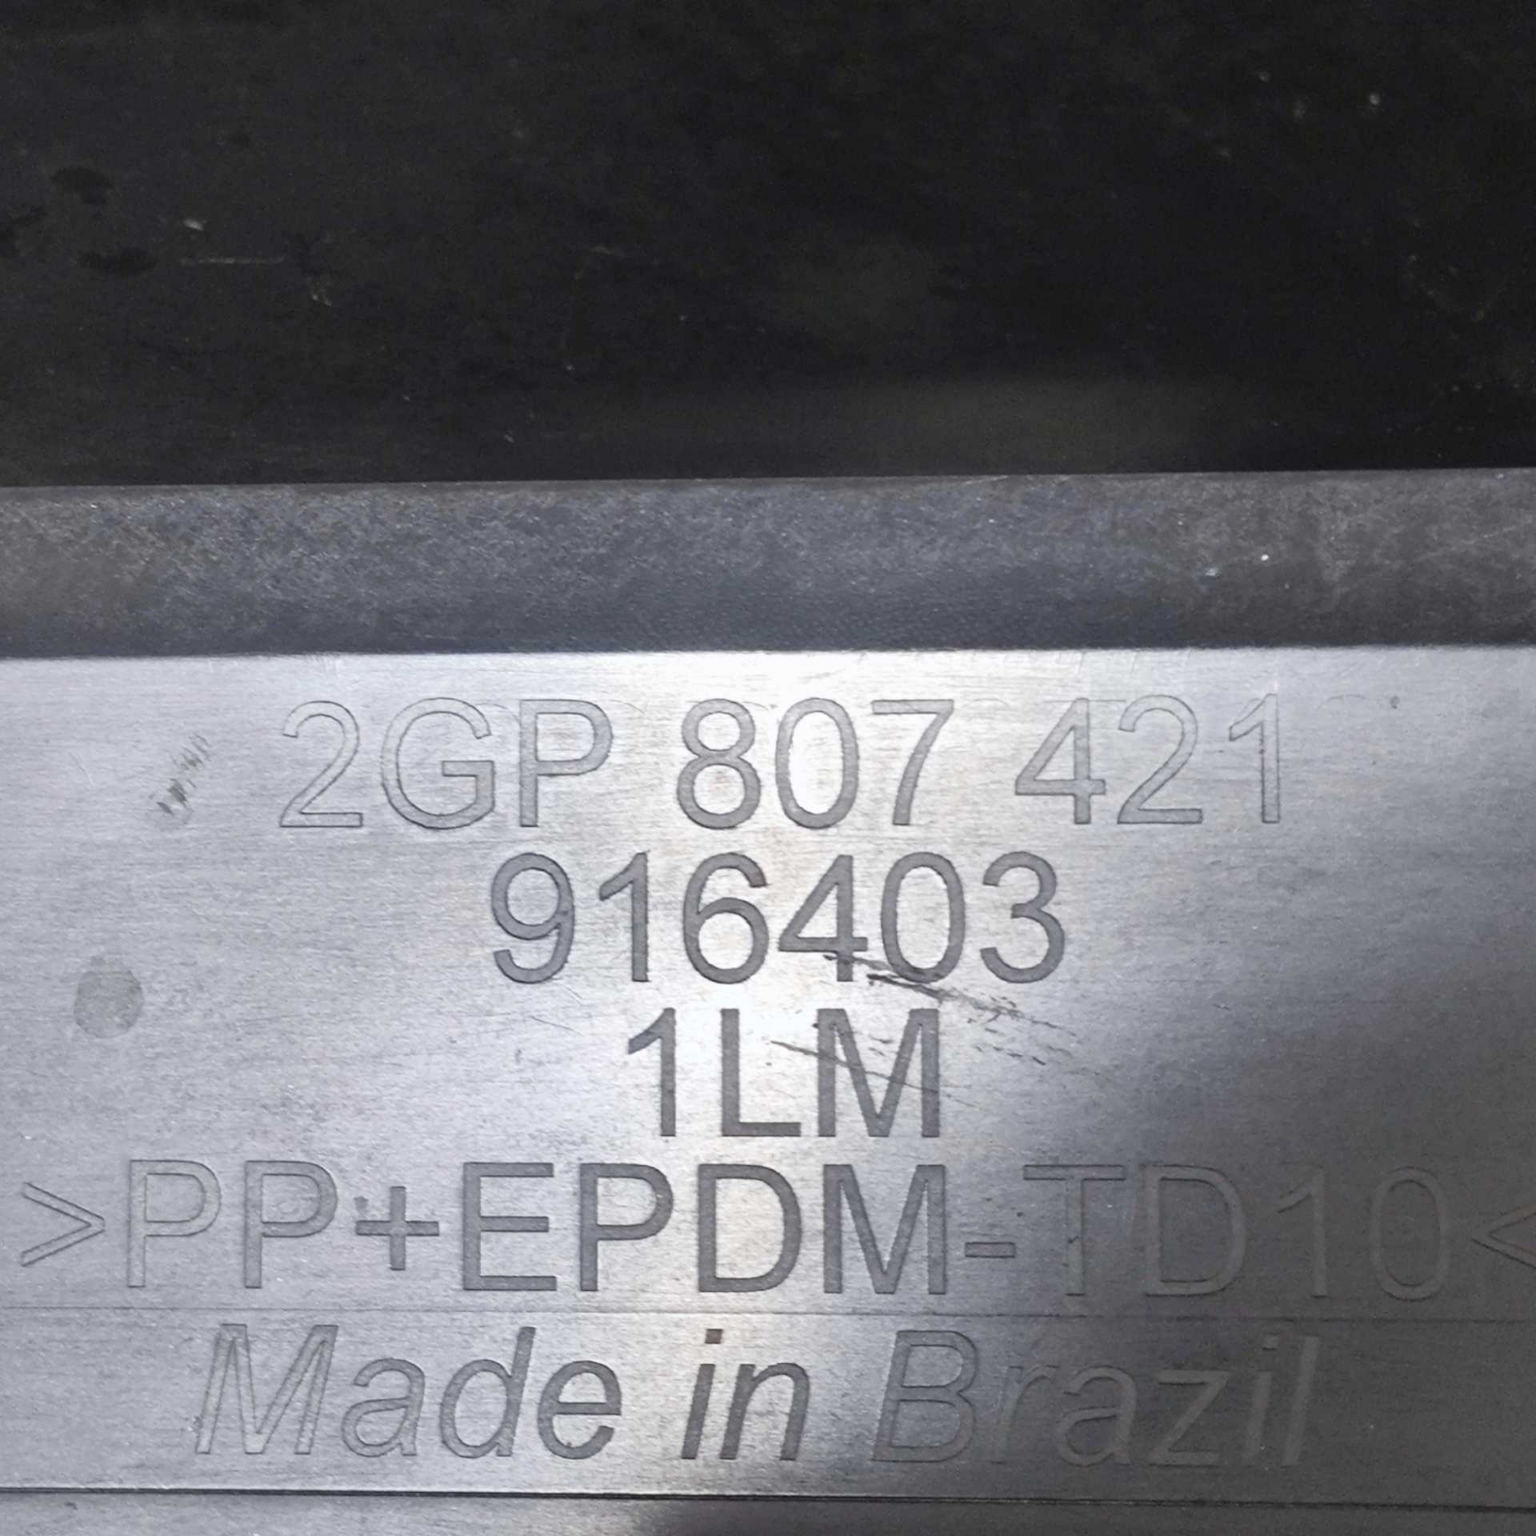 2GP 807 421
916403
1LM
>PP+EPDM-TD10<
Made in Brazil